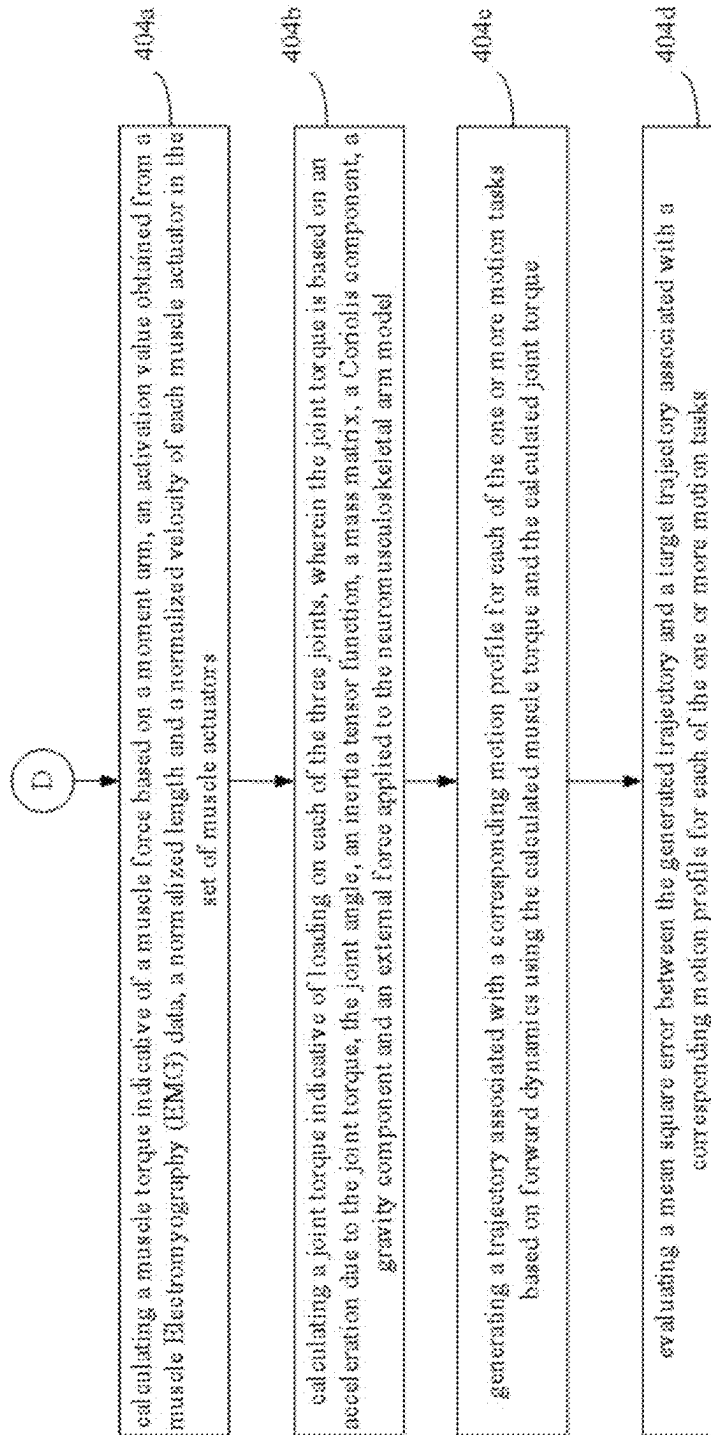 D
calculating a muscle torque indicative of a muscle force based on a moment arm, an activation value obtained from a
muscle Electromyography (EMG) data, a normalized length and a normalized velocity of each muscle actuator in the
set of muscle actuators
404a
calculating a joint torque indicative of loading on each of the three joints, wherein the joint torque is based on an
acceleration due to the joint torque, the joint angle, an inertia tensor function, a mass matrix, a Coriolis component, a
gravity component and an external force applied to the neuromusculoskeletal arm model
404b
generating a trajectory associated with a corresponding motion profile for each of the one or more motion tasks
based on forward dynamics using the calculated muscle torque and the calculated joint torque
404c
evaluating a mean square error between the generated trajectory and a target trajectory associated with a
corresponding motion profile for each of the one or more motion tasks
404d